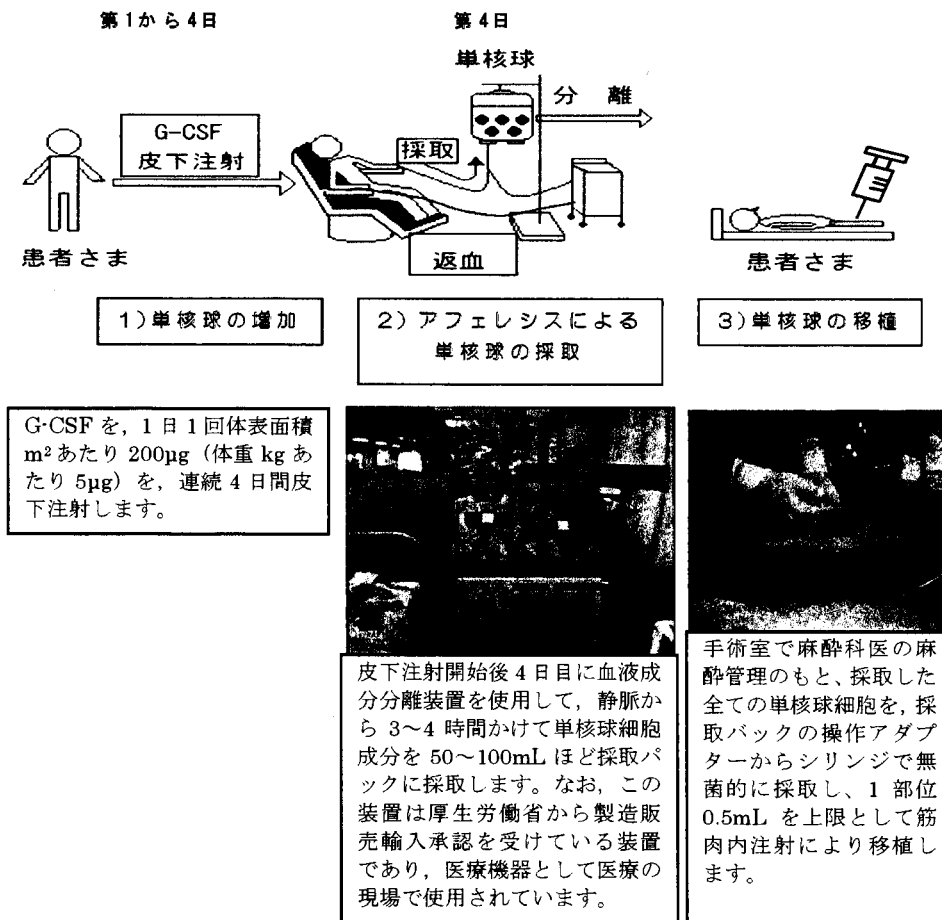 第1から4日
第4日
単核球
分離
G-CSF
皮下注射
採取
返血
患者さま
患者さま
1)単核球の増加
2)アフェレシスによる
単核球の採取
3)単核球の移植
G-CSF を，1 日 1 回体表面積
m² あたり 200μg（体重 kg あ
たり 5μg）を，連続 4 日間皮
下注射します。
皮下注射開始後 4 日目に血液成
分分離装置を使用して，静脈か
ら 3～4 時間かけて単核球細胞
成分を 50～100mL ほど採取パ
ックに採取します。なお，この
装置は厚生労働省から製造販
売輸入承認を受けている装置
であり，医療機器として医療の
現場で使用されています。
手術室で麻酔科医の麻
酔管理のもと、採取した
全ての単核球細胞を，採
取バックの操作アダプ
ターからシリンジで無
菌的に採取し、1 部位
0.5mL を上限として筋
肉内注射により移植し
ます。